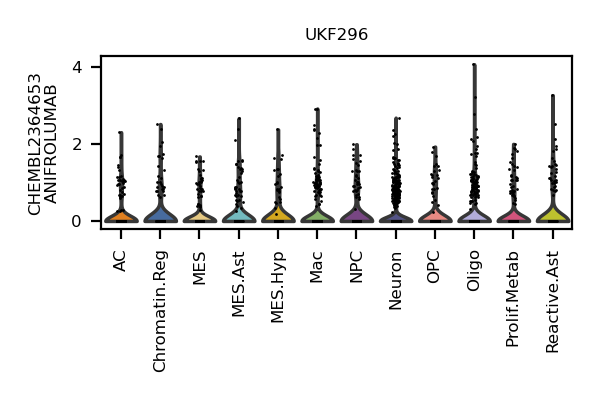 UKF296
CHEMBL2364653
ANIFROLUMAB
4
2
0
AC
Chromatin.Reg
MES
MES.Ast
MES.Hyp
Mac
NPC
Neuron
OPC
Oligo
Prolif.Metab
Reactive.Ast